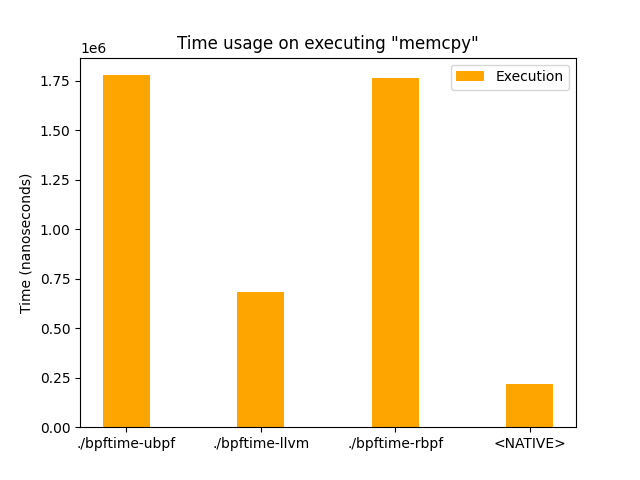 Time usage on executing "memcpy"
1e6
Execution
Time (nanoseconds)
1.75
1.50
1.25
1.00
0.75
0.50
0.25
0.00
./bpftime-ubpf
./bpftime-llvm
./bpftime-rbpf
<NATIVE>